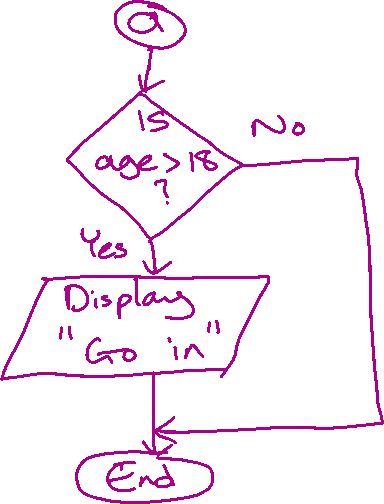 a
Is
age > 18
?
No
Yes
Display
"Go in"
End